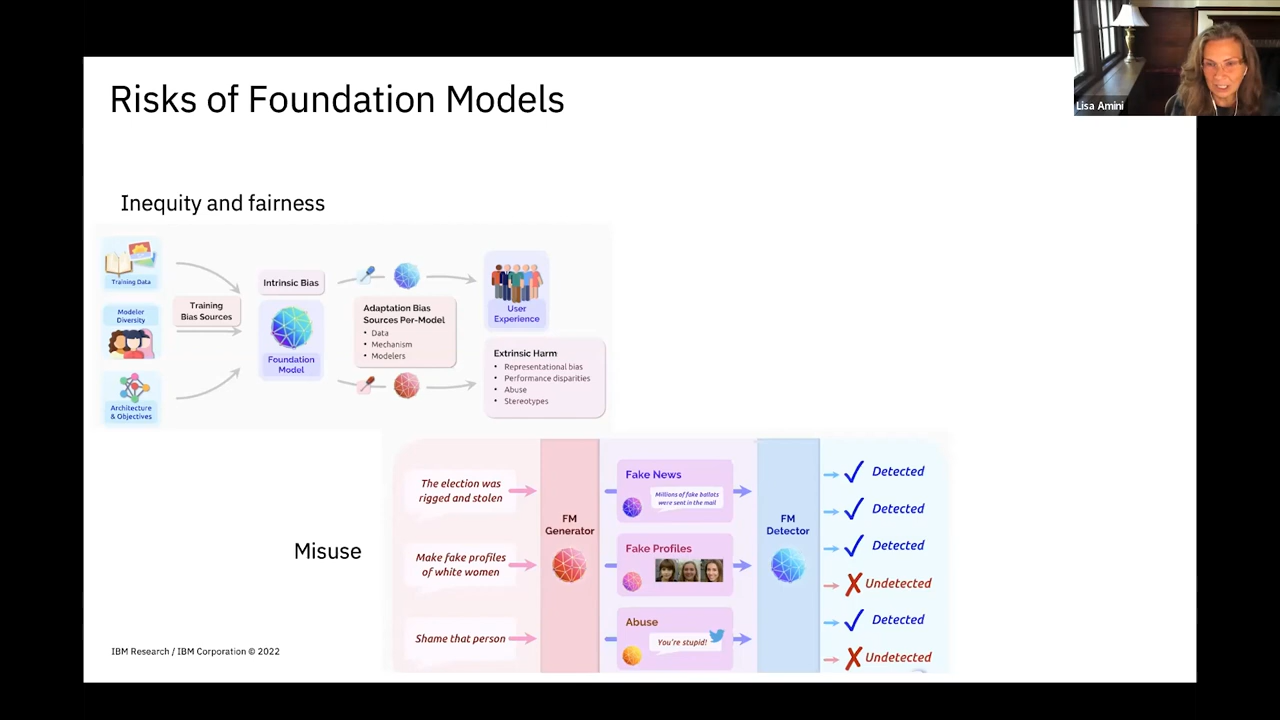 Risks of Foundation Models
Lisa Amini
Inequity and fairness
Training Data
Modeler
Diversity
Architecture
& Objectives
Training
Bias Sources
Intrinsic Bias
Foundation
Model
Adaptation Bias
Sources Per-Model
• Data
• Mechanism
• Modelers
User
Experience
Extrinsic Harm
• Representational bias
• Performance disparities
• Abuse
• Stereotypes
Misuse
The election was
rigged and stolen
Make fake profiles
of white women
Shame that person
FM
Generator
Fake News
Millions of fake ballots
were sent in the mail
Fake Profiles
Abuse
You're stupid!
FM
Detector
Detected
Detected
Detected
Undetected
Detected
Undetected
IBM Research / IBM Corporation © 2022